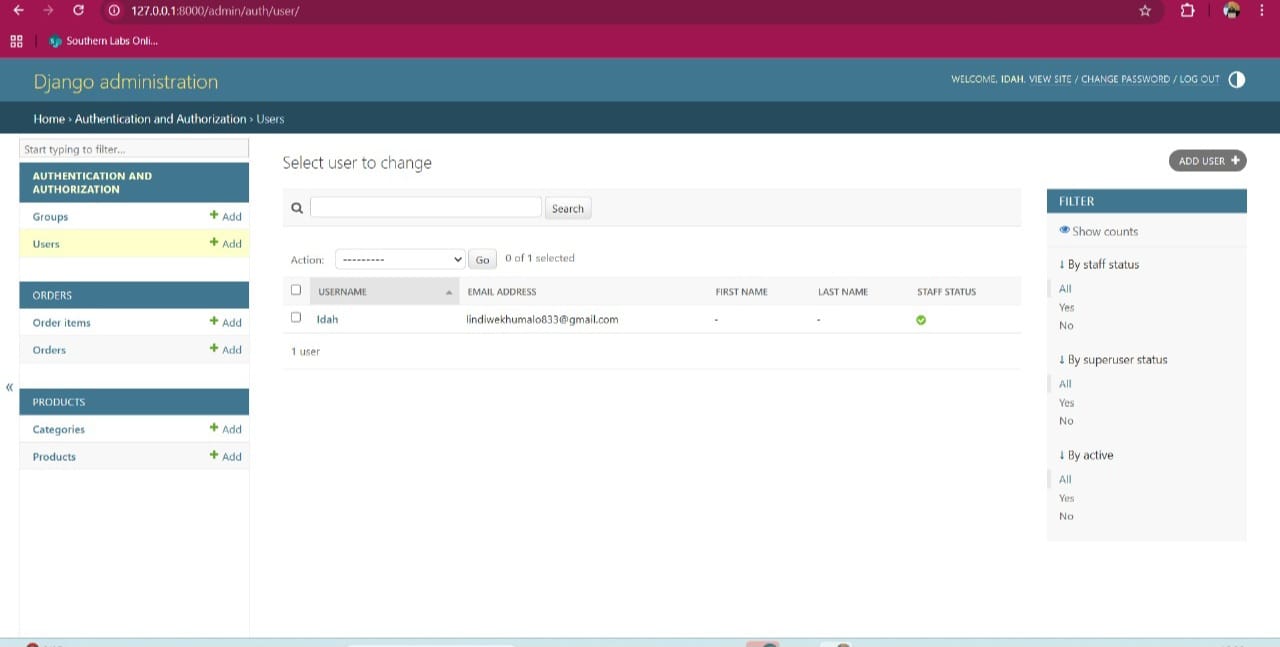 127.0.0.1:8000/admin/auth/user/
Southern Labs Onli...
Django administration
WELCOME, IDAH. VIEW SITE / CHANGE PASSWORD / LOG OUT
Home › Authentication and Authorization › Users
Start typing to filter...
AUTHENTICATION AND
AUTHORIZATION
Groups + Add
Users + Add
ORDERS
Order items + Add
Orders + Add
«
PRODUCTS
Categories + Add
Products + Add
Select user to change
ADD USER +
Search
Action: --------- Go 0 of 1 selected
USERNAME EMAIL ADDRESS FIRST NAME LAST NAME STAFF STATUS
Idah lindiwekhumalo833@gmail.com - -
1 user
FILTER
Show counts
↓ By staff status
All
Yes
No
↓ By superuser status
All
Yes
No
↓ By active
All
Yes
No